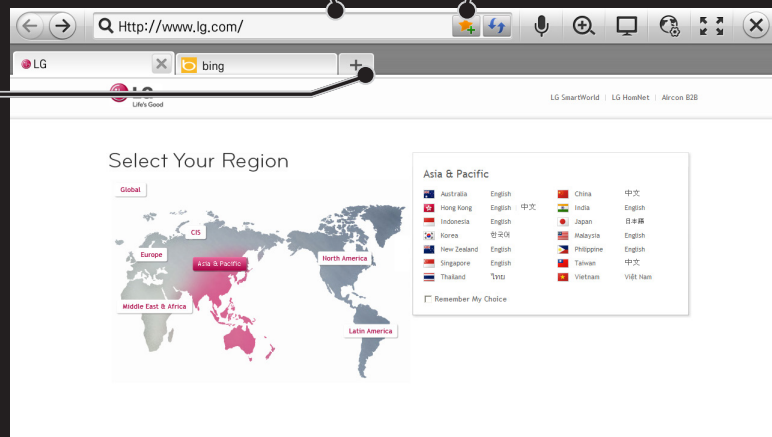 Http://www.lg.com/
LG
bing
LG
Life's Good
LG SmartWorld | LG HomNet | Aircon B2B
Select Your Region
Global
CIS
Europe
Asia & Pacific
North America
Middle East & Africa
Latin America
Asia & Pacific
Australia English China 中文
Hong Kong English 中文 India English
Indonesia English Japan 日本語
Korea 한국어 Malaysia English
New Zealand English Philippine English
Singapore English Taiwan 中文
Thailand ไทย Vietnam Việt Nam
Remember My Choice